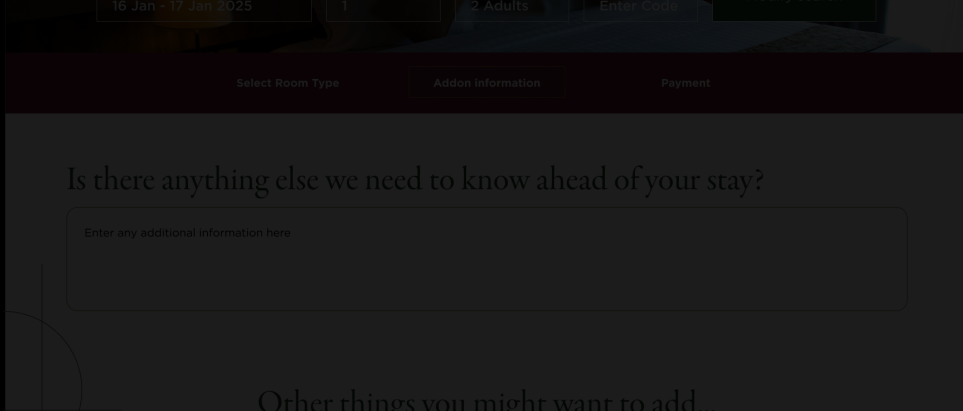 16 Jan - 17 Jan 2025
1
2 Adults
Enter Code
Select Room Type
Addon information
Payment
Is there anything else we need to know ahead of your stay?
Enter any additional information here
Other things you might want to add...